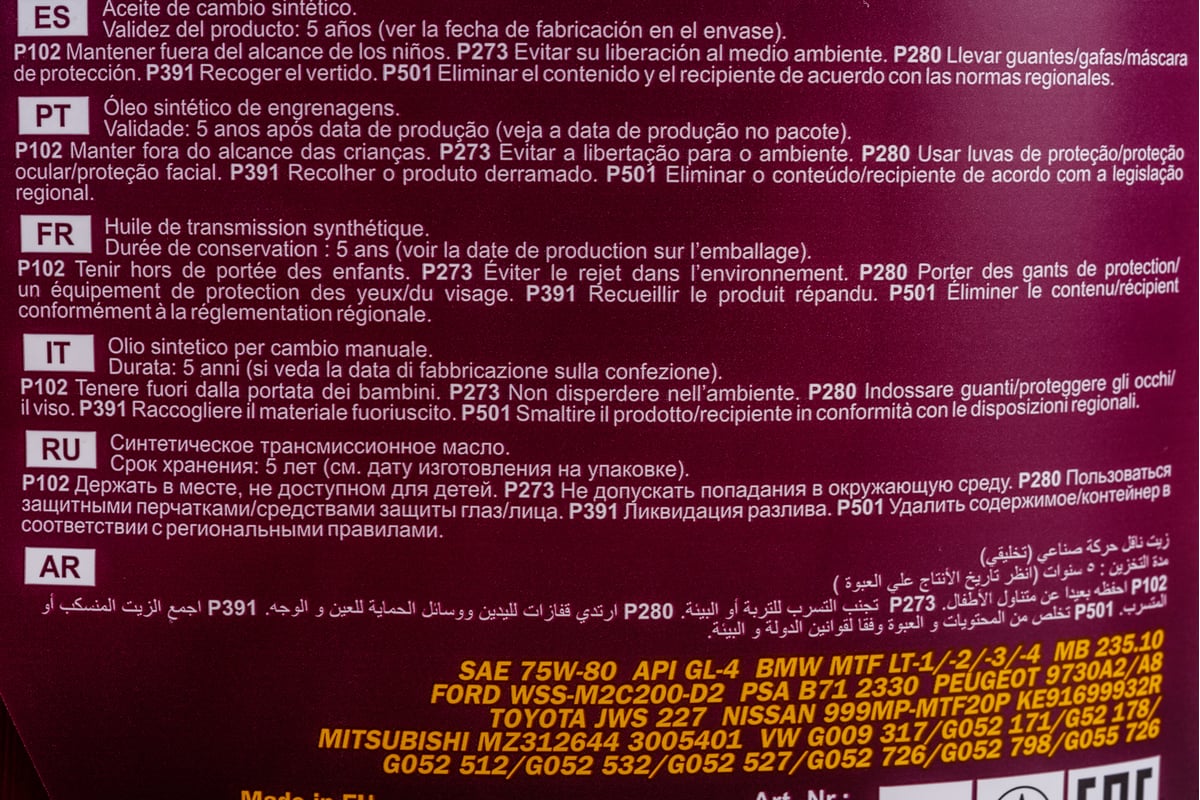 ES Aceite de cambio sintético.
Validez del producto: 5 años (ver la fecha de fabricación en el envase).
P102 Mantener fuera del alcance de los niños. P273 Evitar su liberación al medio ambiente. P280 Llevar guantes/gafas/máscara
de protección. P391 Recoger el vertido. P501 Eliminar el contenido y el recipiente de acuerdo con las normas regionales.
PT Óleo sintético de engrenagens.
Validade: 5 anos após data de produção (veja a data de produção no pacote).
P102 Manter fora do alcance das crianças. P273 Evitar a libertação para o ambiente. P280 Usar luvas de proteção/proteção
ocular/proteção facial. P391 Recolher o produto derramado. P501 Eliminar o conteúdo/recipiente de acordo com a legislação
regional.
FR Huile de transmission synthétique.
Durée de conservation : 5 ans (voir la date de production sur l'emballage).
P102 Tenir hors de portée des enfants. P273 Éviter le rejet dans l'environnement. P280 Porter des gants de protection/
un équipement de protection des yeux/du visage. P391 Recueillir le produit répandu. P501 Éliminer le contenu/récipient
conformément à la réglementation régionale.
IT Olio sintetico per cambio manuale.
Durata: 5 anni (si veda la data di fabbricazione sulla confezione).
P102 Tenere fuori dalla portata dei bambini. P273 Non disperdere nell'ambiente. P280 Indossare guanti/proteggere gli occhi/
il viso. P391 Raccogliere il materiale fuoriuscito. P501 Smaltire il prodotto/recipiente in conformità con le disposizioni regionali.
RU Синтетическое трансмиссионное масло.
Срок хранения: 5 лет (см. дату изготовления на упаковке).
P102 Держать в месте, не доступном для детей. P273 Не допускать попадания в окружающую среду. P280 Пользоваться
защитными перчатками/средствами защиты глаз/лица. P391 Ликвидация разлива. P501 Удалить содержимое/контейнер в
соответствии с региональными правилами.
AR
زيت ناقل حركة صناعي (تخليقي)
مدة التخزين : ٥ سنوات (انظر تاريخ الأنتاج علي العبوة )
P102 احفظه بعيدا عن متناول الأطفال. P273 تجنب التسرب للتربة أو البيئة. P280 ارتدي قفازات لليدين ووسائل الحماية للعين و الوجه. P391 اجمع الزيت المنسكب أو
المتسرب. P501 تخلص من المحتويات و العبوة وفقا لقوانين الدولة و البيئة.
SAE 75W-80 API GL-4 BMW MTF LT-1/-2/-3/-4 MB 235.10
FORD WSS-M2C200-D2 PSA B71 2330 PEUGEOT 9730A2/A8
TOYOTA JWS 227 NISSAN 999MP-MTF20P KE91699932R
MITSUBISHI MZ312644 3005401 VW G009 317/G052 171/G52 178/
G052 512/G052 532/G052 527/G052 726/G052 798/G055 726
Made in EU
Art. Nr.:
EAC